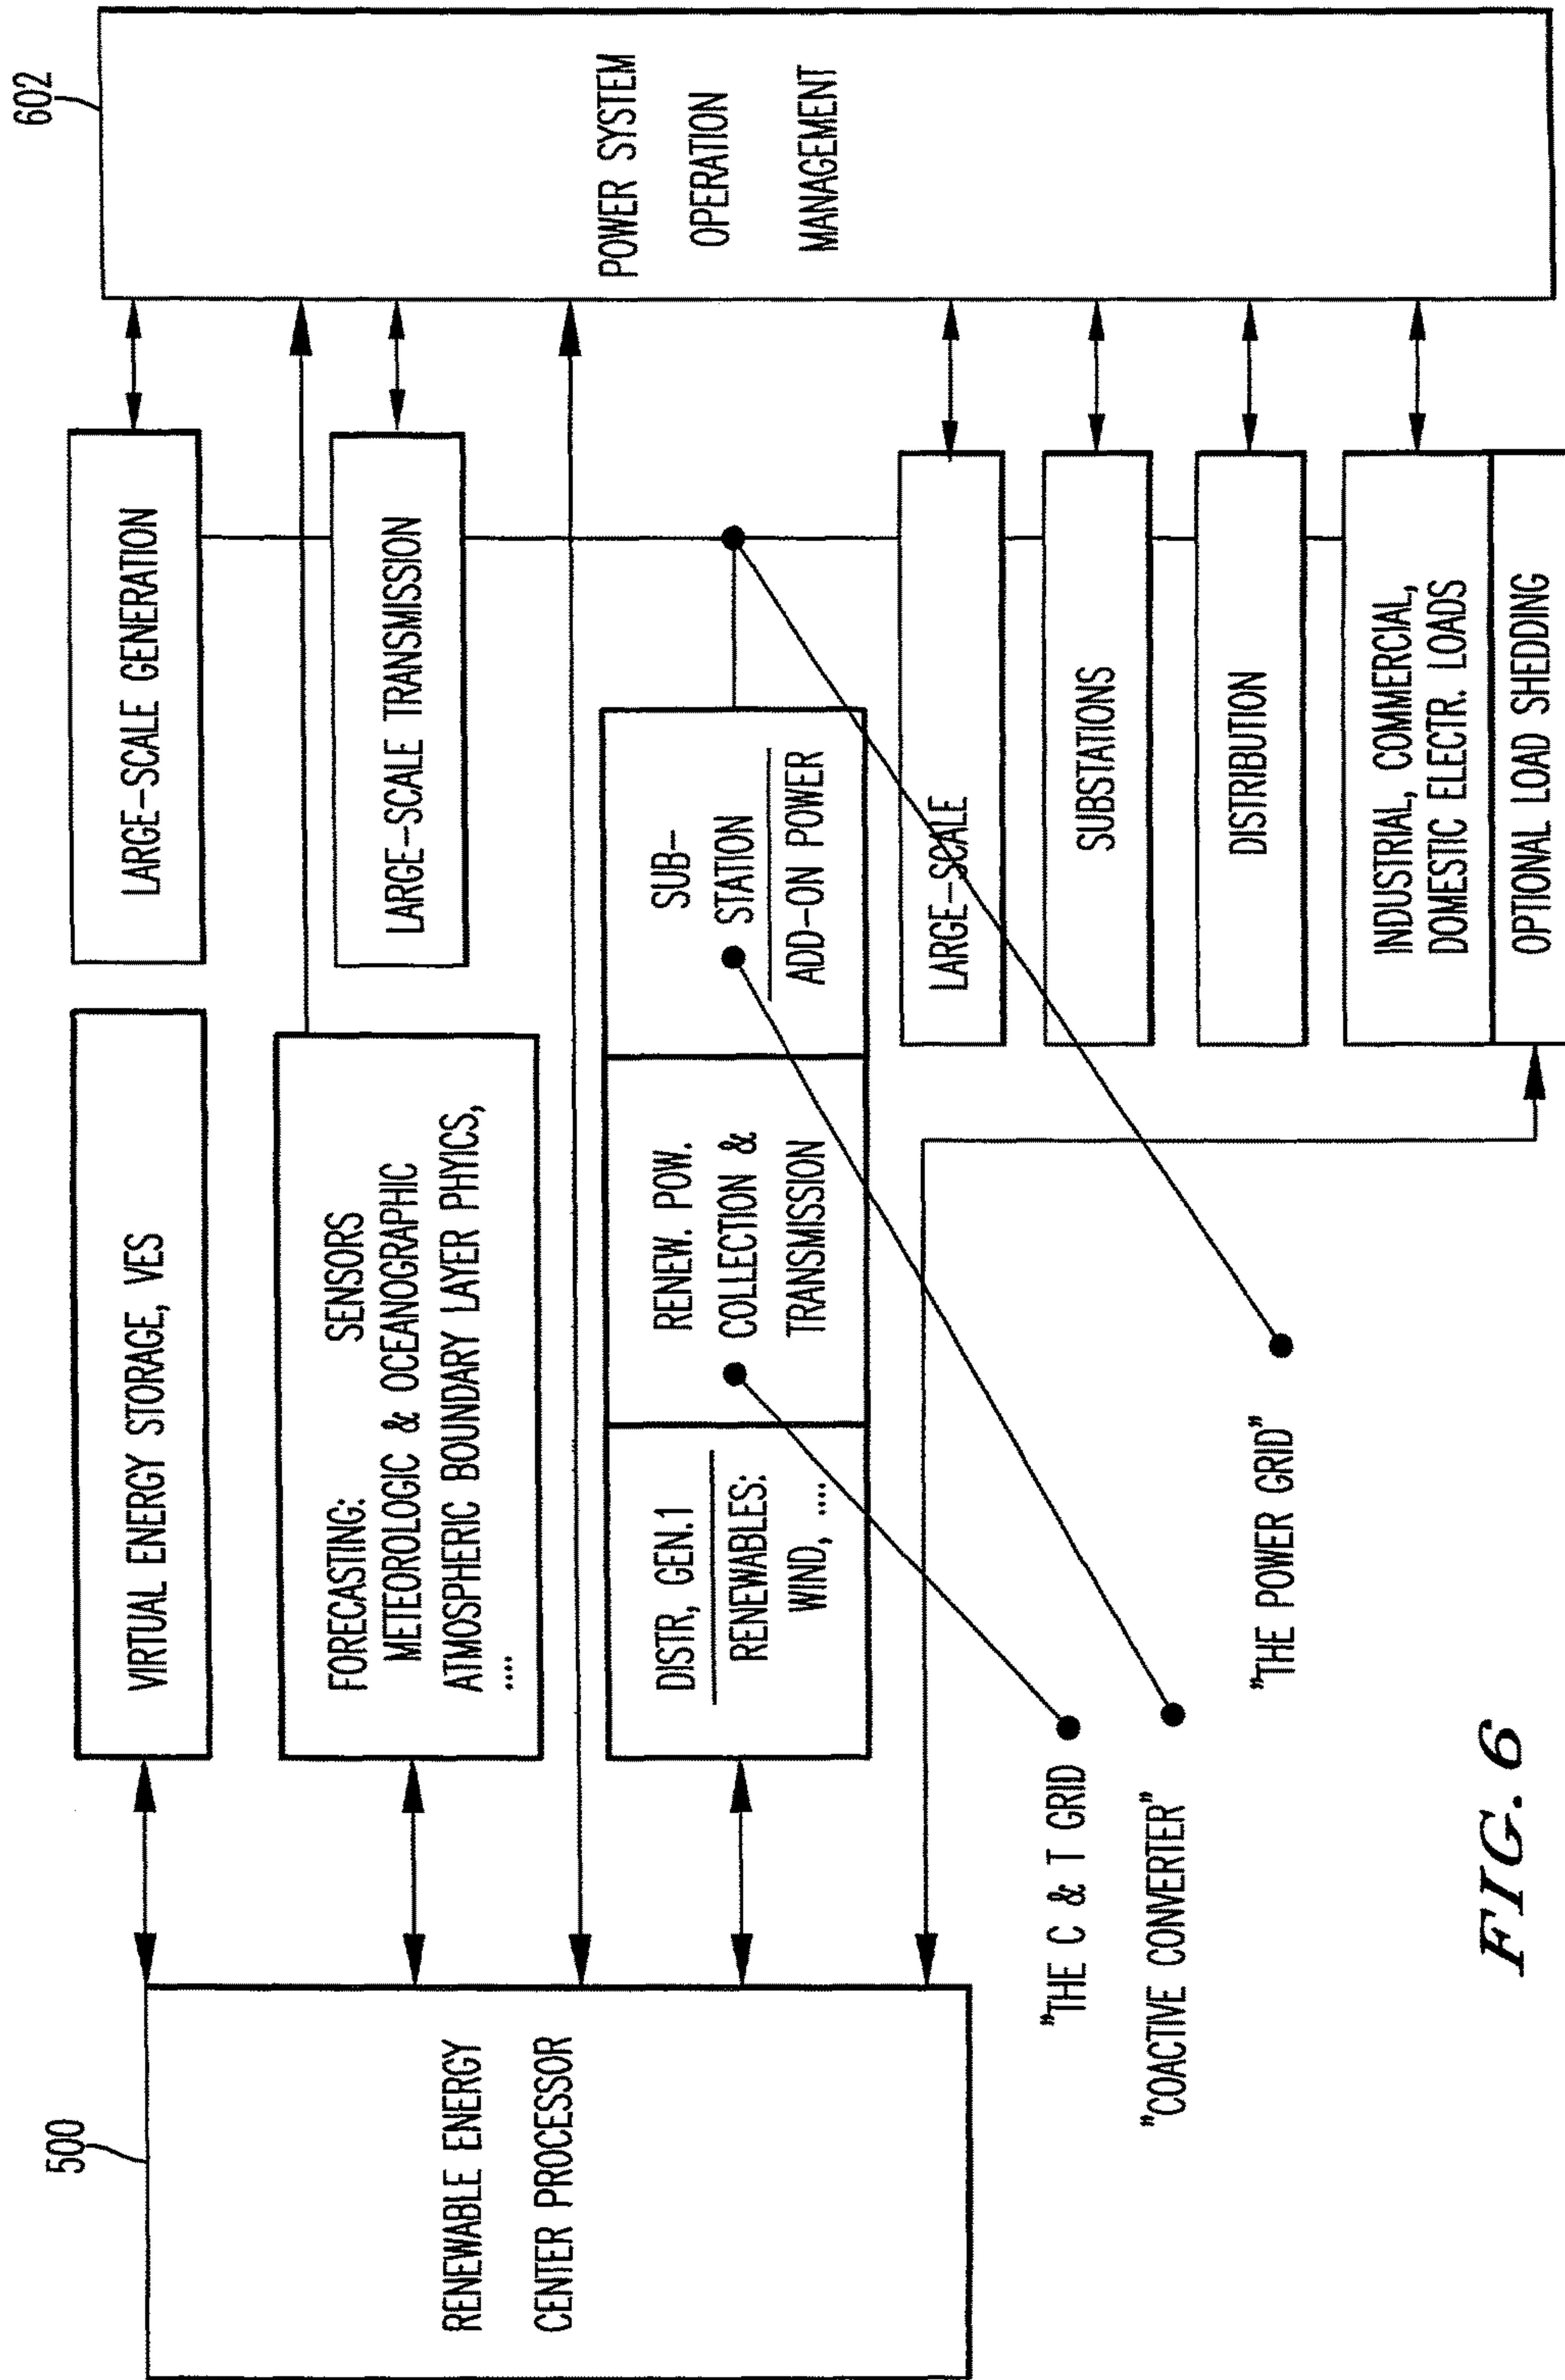 500
RENEWABLE ENERGY
CENTER PROCESSOR
VIRTUAL ENERGY STORAGE, VES
FORECASTING: SENSORS
METEOROLOGIC & OCEANOGRAPHIC
ATMOSPHERIC BOUNDARY LAYER PHYICS,
....
DISTR, GEN.1
RENEWABLES:
WIND, ....
RENEW. POW.
COLLECTION &
TRANSMISSION
SUB-
STATION
ADD-ON POWER
LARGE-SCALE GENERATION
LARGE-SCALE TRANSMISSION
LARGE-SCALE
SUBSTATIONS
DISTRIBUTION
INDUSTRIAL, COMMERCIAL,
DOMESTIC ELECTR. LOADS
OPTIONAL LOAD SHEDDING
602
POWER SYSTEM
OPERATION
MANAGEMENT
"THE C & T GRID
"COACTIVE CONVERTER"
"THE POWER GRID"
FIG. 6